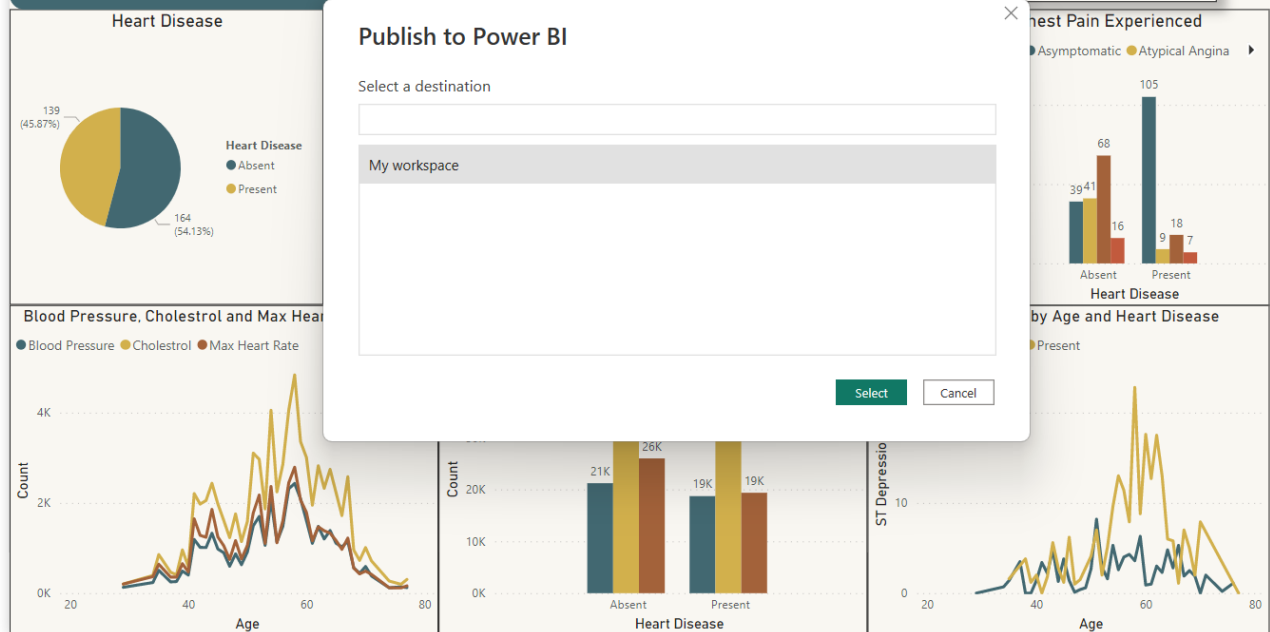 Heart Disease
139
(45.87%)
Heart Disease
Absent
Present
164
(54.13%)
Publish to Power BI
Select a destination
My workspace
Select
Cancel
Pain Experienced
Asymptomatic
Atypical Angina
105
39
41
68
16
9
18
7
Absent
Present
Heart Disease
Blood Pressure, Cholestrol and Max
Blood Pressure
Cholestrol
Max Heart Rate
4K
2K
0K
Count
20
40
60
80
Age
20K
10K
0K
Count
21K
26K
19K
19K
Absent
Present
Heart Disease
by Age and Heart Disease
Present
ST
10
0
20
40
60
80
Age